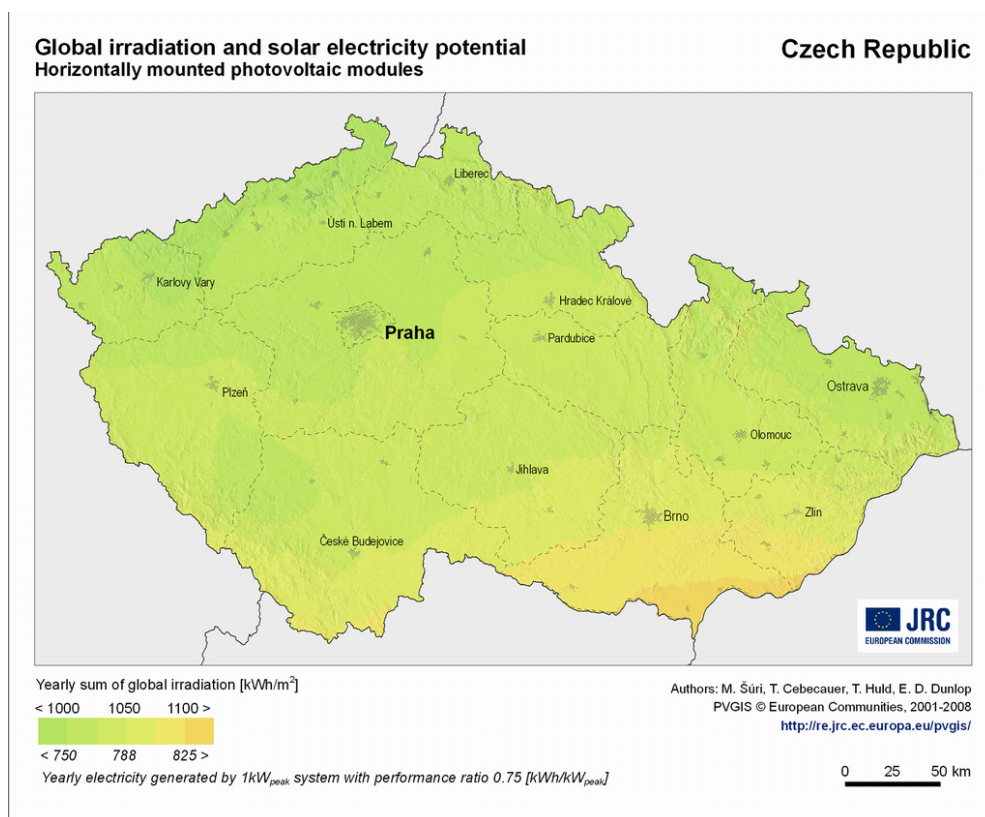 Global irradiation and solar electricity potential
Horizontally mounted photovoltaic modules
Czech Republic
Liberec
Ústi n. Labem
Karlovy Vary
Hradec Králové
Praha
Pardubice
Ostrava
Plzeň
Olomouc
Jihlava
Brno
Zlin
České Budejovice
JRC
EUROPEAN COMMISSION
Yearly sum of global irradiation [kWh/m²]
< 1000 1050 1100 >
< 750 788 825 >
Yearly electricity generated by 1kWpeak system with performance ratio 0.75 [kWh/kWpeak]
Authors: M. Šúri, T. Cebecauer, T. Huld, E. D. Dunlop
PVGIS © European Communities, 2001-2008
http://re.jrc.ec.europa.eu/pvgis/
0 25 50 km